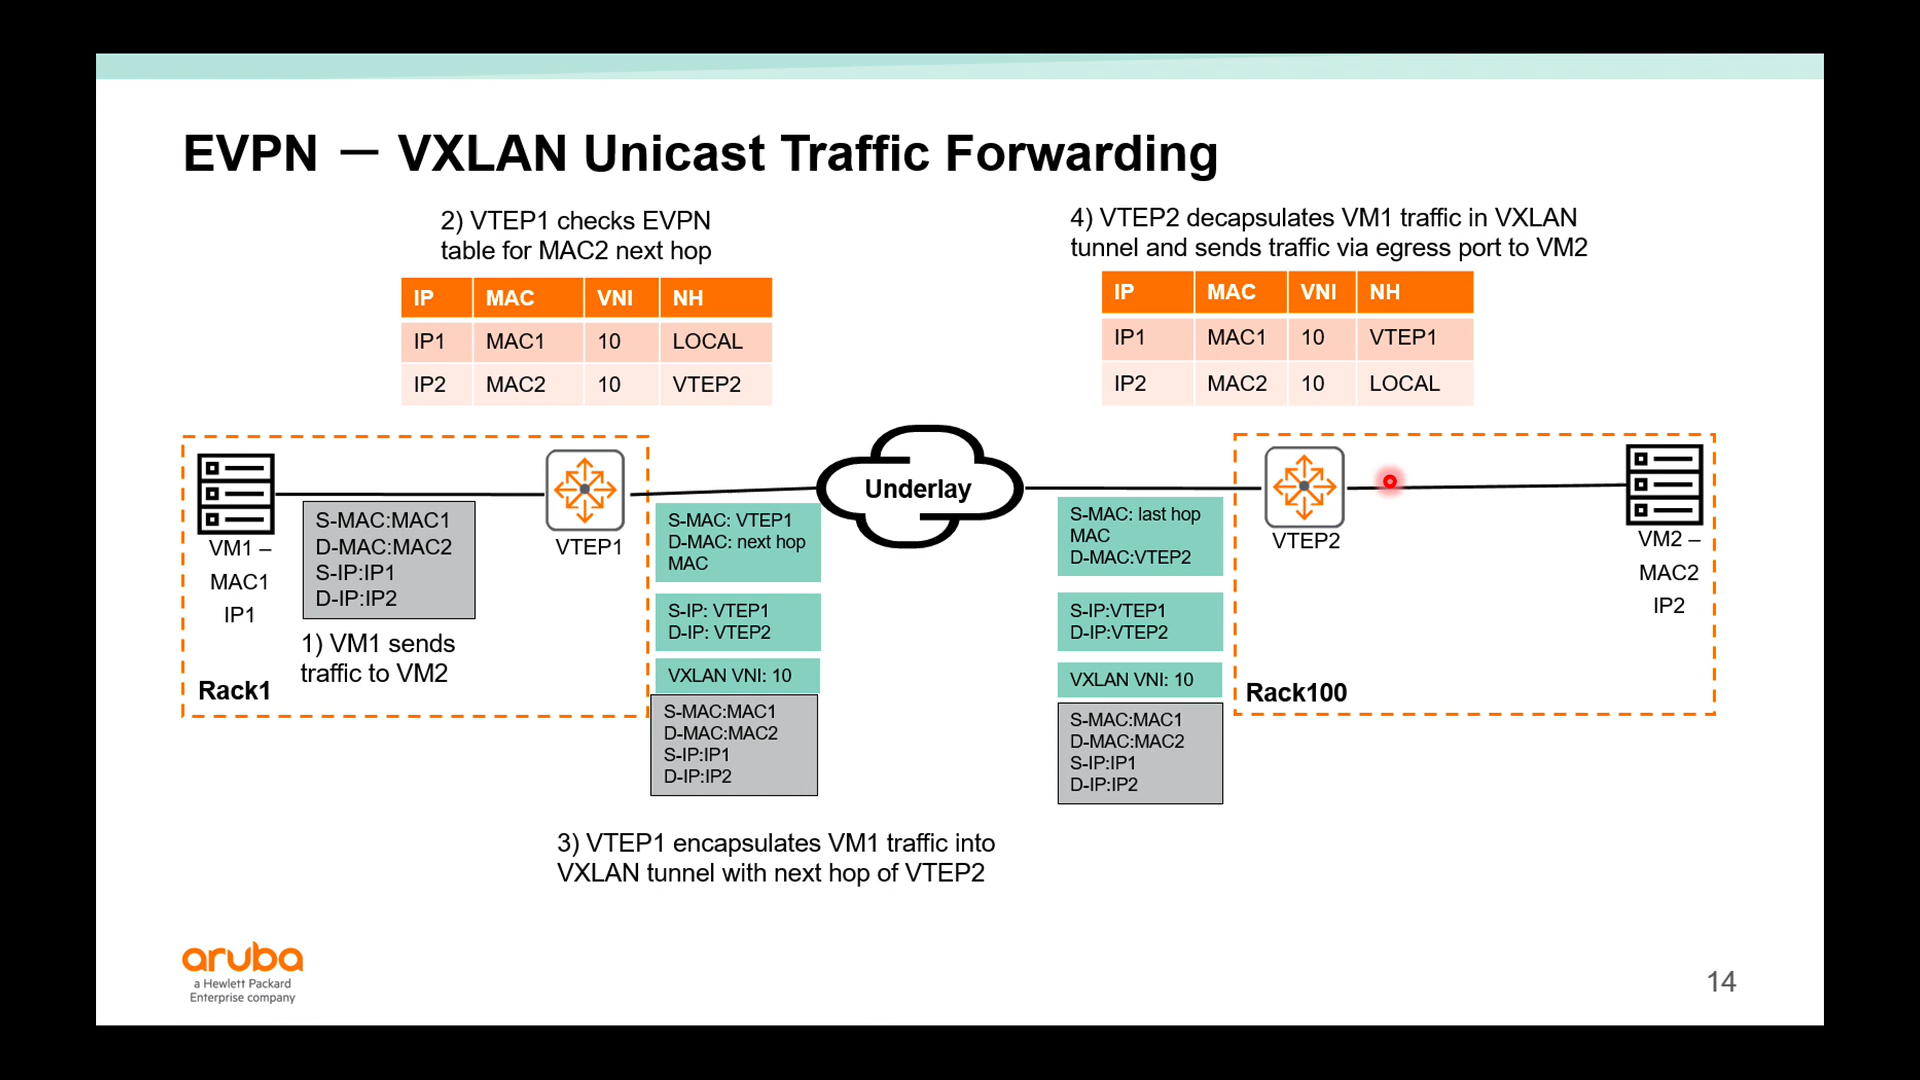 EVPN – VXLAN Unicast Traffic Forwarding
2) VTEP1 checks EVPN
table for MAC2 next hop
IP MAC VNI NH
IP1 MAC1 10 LOCAL
IP2 MAC2 10 VTEP2
4) VTEP2 decapsulates VM1 traffic in VXLAN
tunnel and sends traffic via egress port to VM2
IP MAC VNI NH
IP1 MAC1 10 VTEP1
IP2 MAC2 10 LOCAL
VM1 –
MAC1
IP1
Rack1
S-MAC:MAC1
D-MAC:MAC2
S-IP:IP1
D-IP:IP2
1) VM1 sends
traffic to VM2
VTEP1
S-MAC: VTEP1
D-MAC: next hop
MAC
S-IP: VTEP1
D-IP: VTEP2
VXLAN VNI: 10
S-MAC:MAC1
D-MAC:MAC2
S-IP:IP1
D-IP:IP2
Underlay
S-MAC: last hop
MAC
D-MAC:VTEP2
S-IP:VTEP1
D-IP:VTEP2
VXLAN VNI: 10
S-MAC:MAC1
D-MAC:MAC2
S-IP:IP1
D-IP:IP2
VTEP2
Rack100
VM2 –
MAC2
IP2
3) VTEP1 encapsulates VM1 traffic into
VXLAN tunnel with next hop of VTEP2
aruba
a Hewlett Packard
Enterprise company
14